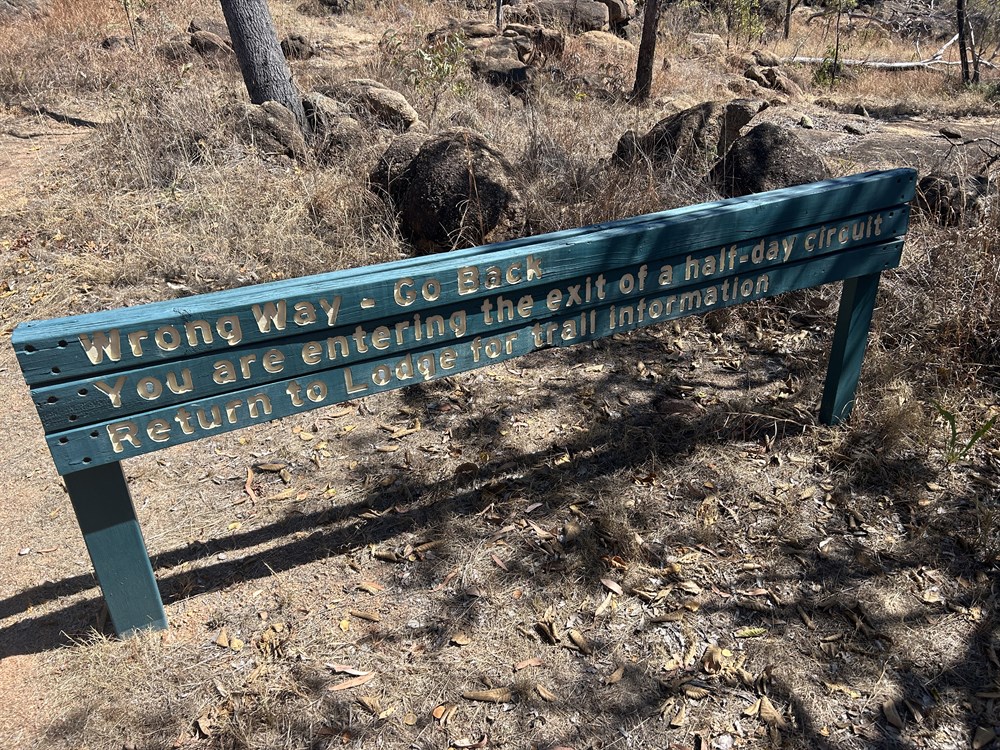 Wrong Way - Go Back
You are entering the exit of a half-day circuit
Return to Lodge for trail information